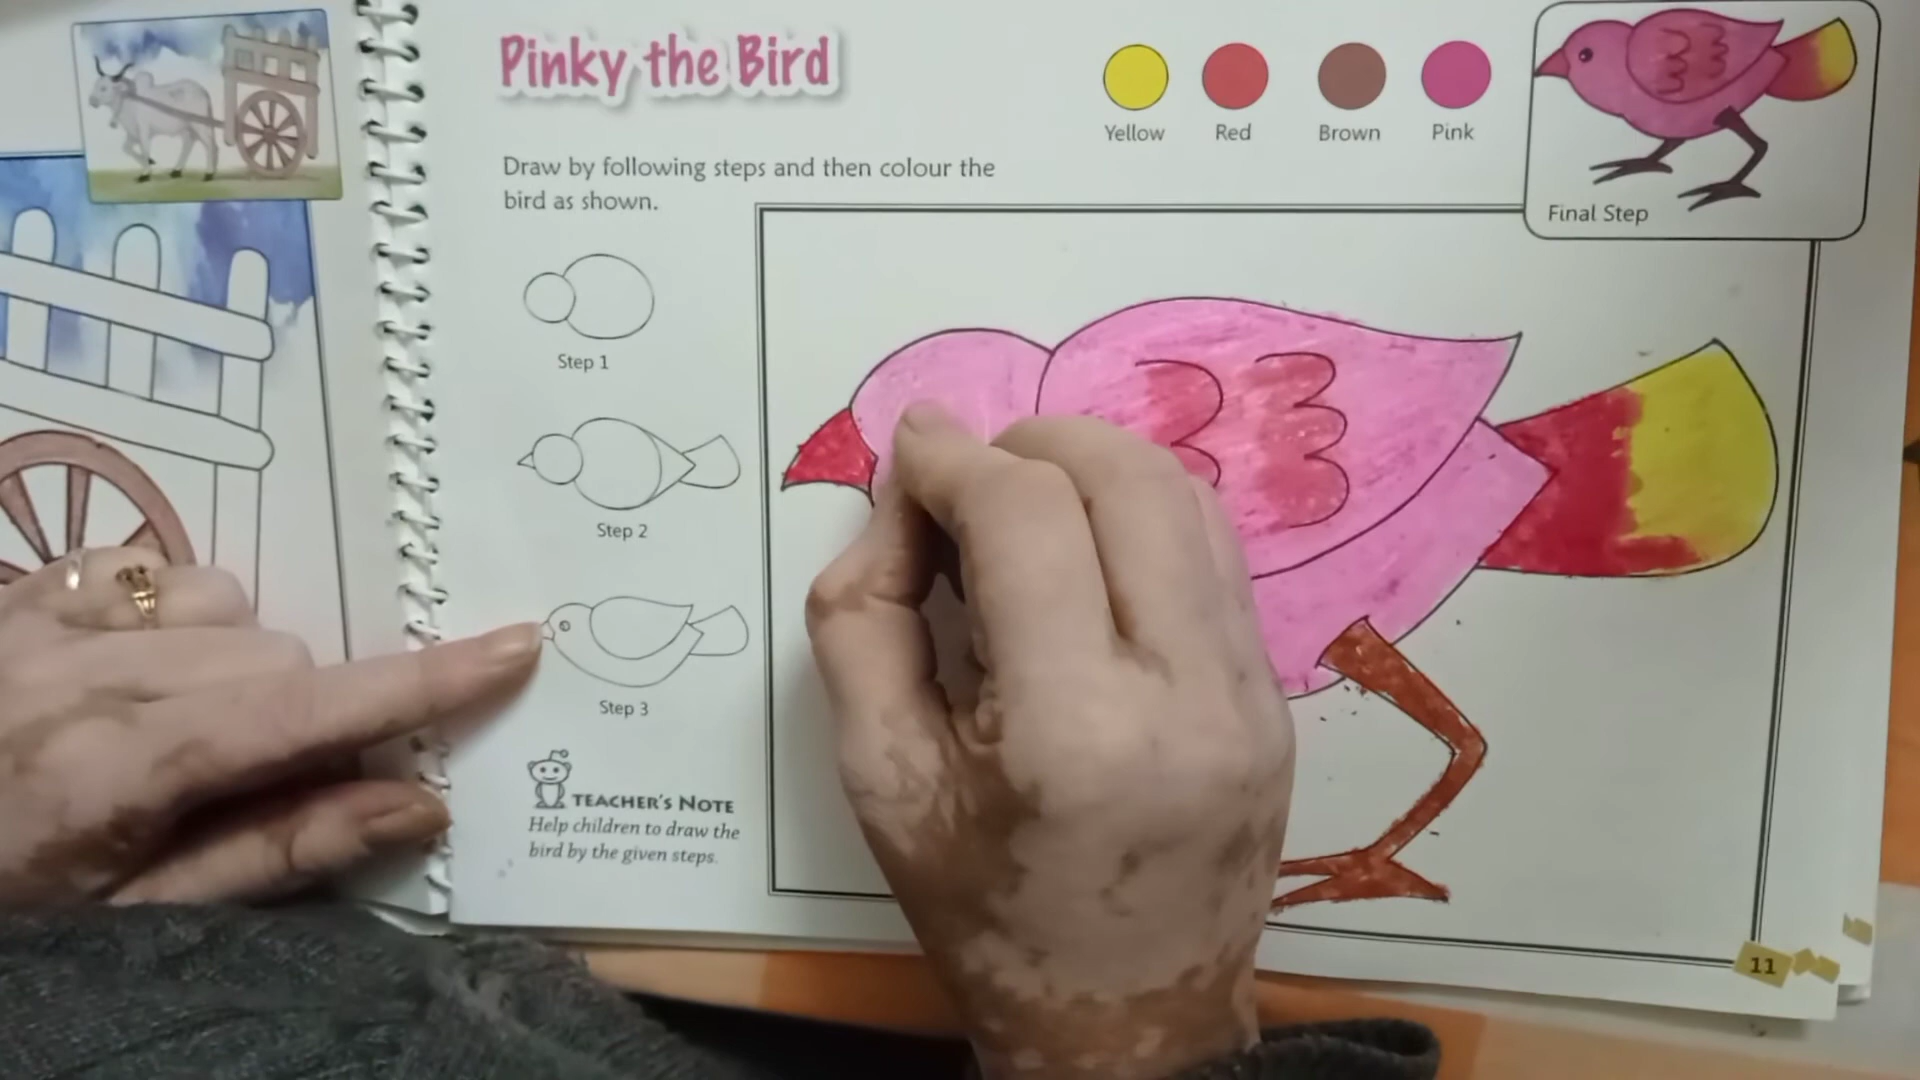 Pinky the Bird
Yellow
Red
Brown
Pink
Draw by following steps and then colour the
bird as shown.
Final Step
Step 1
Step 2
Step 3
TEACHER'S NOTE
Help children to draw the
bird by the given steps.
11